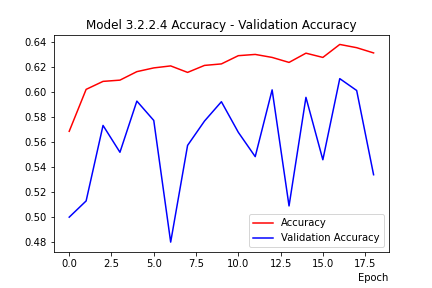 Model 3.2.2.4 Accuracy - Validation Accuracy
0.64
0.62
0.60
0.58
0.56
0.54
0.52
0.50
0.48
Accuracy
Validation Accuracy
0.0 2.5 5.0 7.5 10.0 12.5 15.0 17.5
Epoch